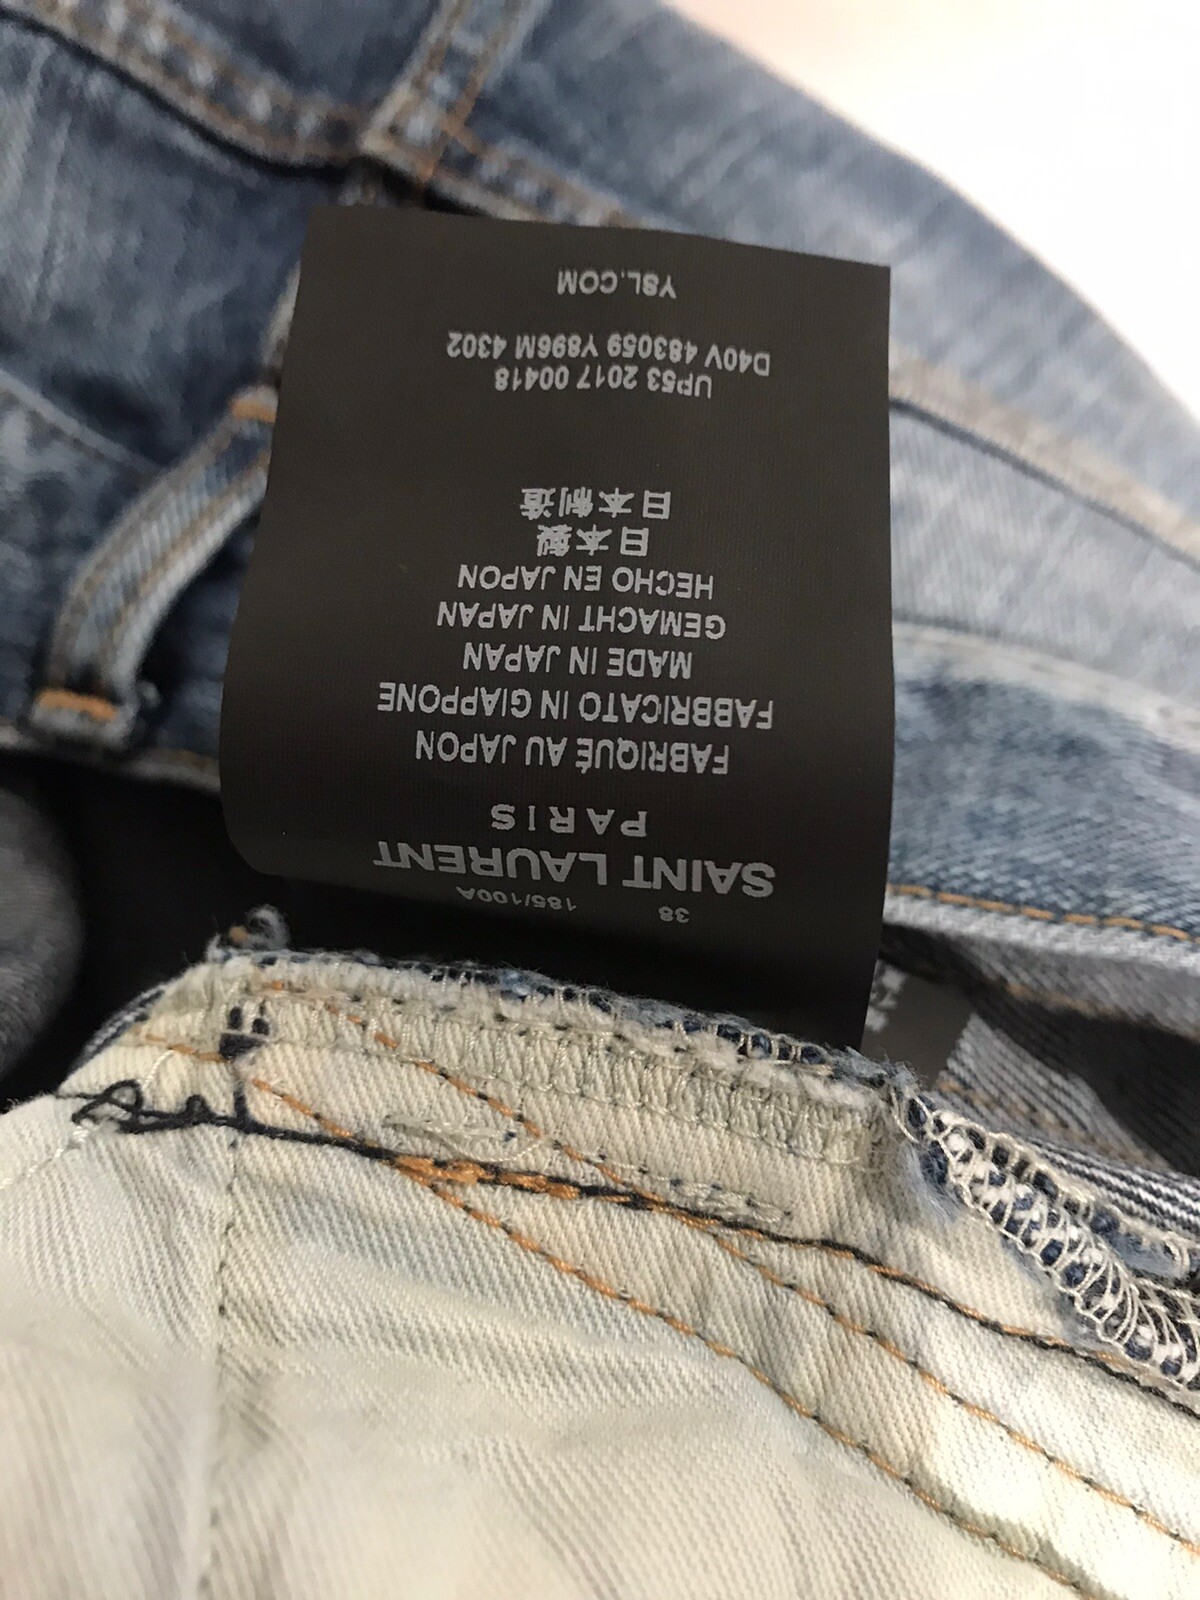 38 185/100A
SAINT LAURENT
PARIS
FABRIQUÉ AU JAPON
FABBRICATO IN GIAPPONE
MADE IN JAPAN
GEMACHT IN JAPAN
HECHO EN JAPON
日本製
日本制造
UP53 2017 00418
D40V 483059 Y896M 4302
YSL.COM